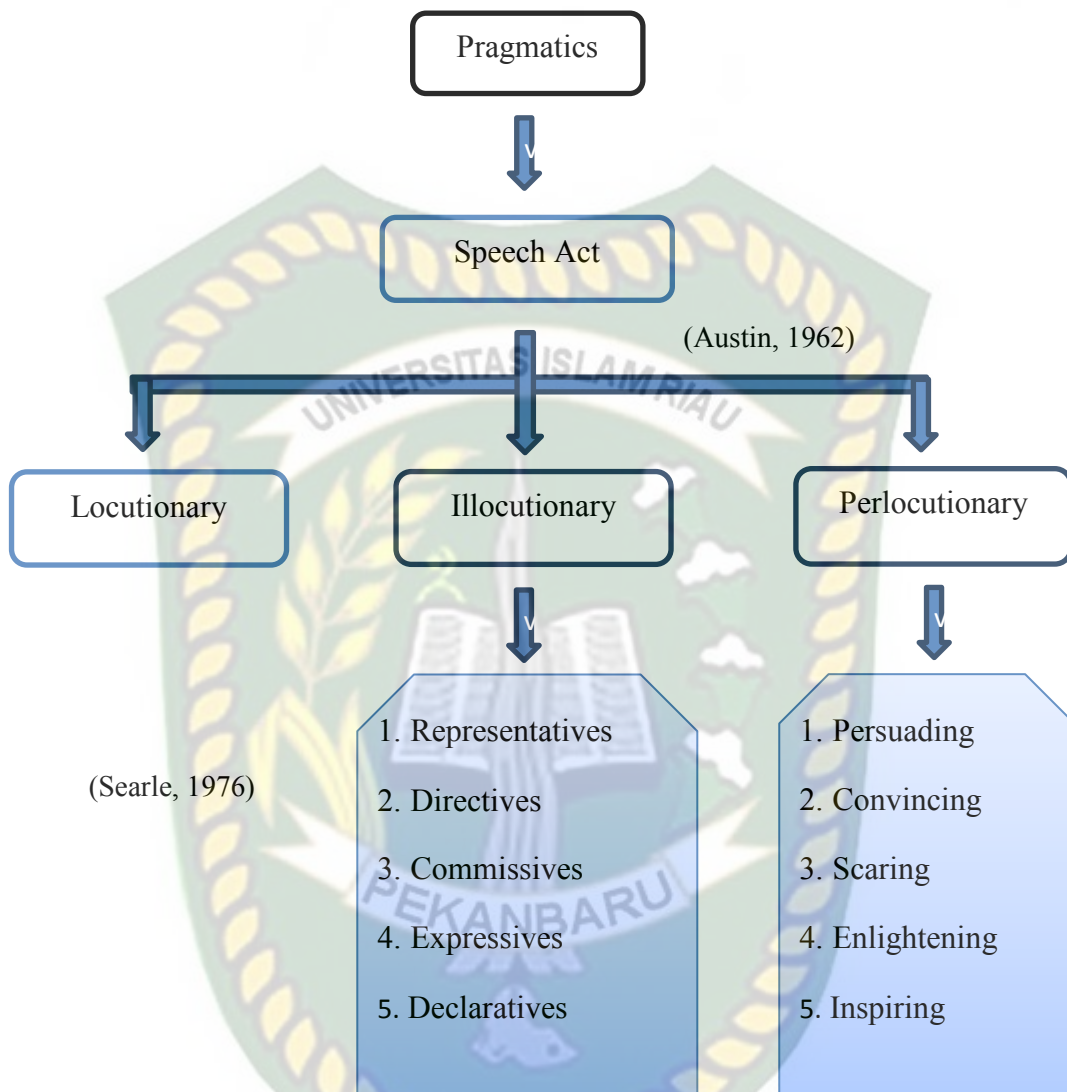 Pragmatics
v
Speech Act
(Austin, 1962)
UNIVERSITAS ISLAM RIAU
Locutionary
Illocutionary
Perlocutionary
v
v
(Searle, 1976)
1. Representatives
2. Directives
3. Commissives
4. Expressives
5. Declaratives
1. Persuading
2. Convincing
3. Scaring
4. Enlightening
5. Inspiring
PEKANBARU